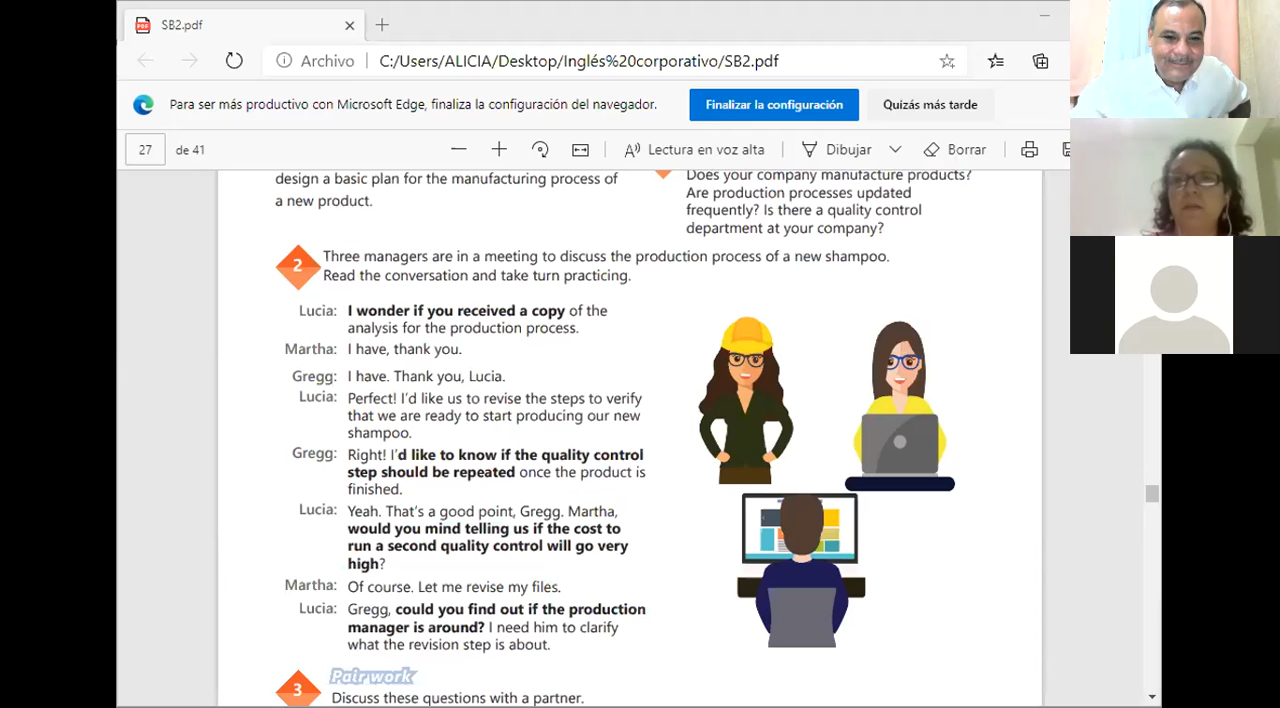 SB2.pdf
Archivo
C:/Users/ALICIA/Desktop/Inglés%20corporativo/SB2.pdf
Para ser más productivo con Microsoft Edge, finaliza la configuración del navegador.
Finalizar la configuración
Quizás más tarde
27 de 41
Lectura en voz alta
Dibujar
Borrar
design a basic plan for the manufacturing process of
a new product.
Does your company manufacture products?
Are production processes updated
frequently? Is there a quality control
department at your company?
2
Three managers are in a meeting to discuss the production process of a new shampoo.
Read the conversation and take turn practicing.
Lucia: I wonder if you received a copy of the
analysis for the production process.
Martha: I have, thank you.
Gregg: I have. Thank you, Lucia.
Lucia: Perfect! I'd like us to revise the steps to verify
that we are ready to start producing our new
shampoo.
Gregg: Right! I'd like to know if the quality control
step should be repeated once the product is
finished.
Lucia: Yeah. That's a good point, Gregg. Martha,
would you mind telling us if the cost to
run a second quality control will go very
high?
Martha: Of course. Let me revise my files.
Lucia: Gregg, could you find out if the production
manager is around? I need him to clarify
what the revision step is about.
3
Pair work
Discuss these questions with a partner.